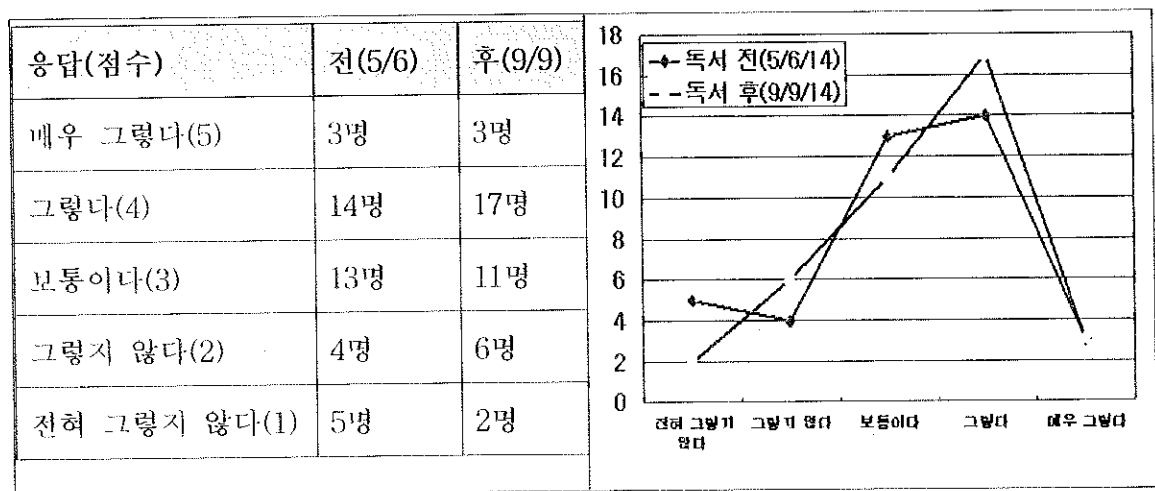 응답(점수) 전(5/6) 후(9/9)
매우 그렇다(5) 3명 3명
그렇다(4) 14명 17명
보통이다(3) 13명 11명
그렇지 않다(2) 4명 6명
전혀 그렇지 않다(1) 5명 2명
18
16
14
12
10
8
6
4
2
0
독서 전(5/6/14)
독서 후(9/9/14)
전혀 그렇지 그렇지 않다 보통이다 그렇다 매우 그렇다
않다